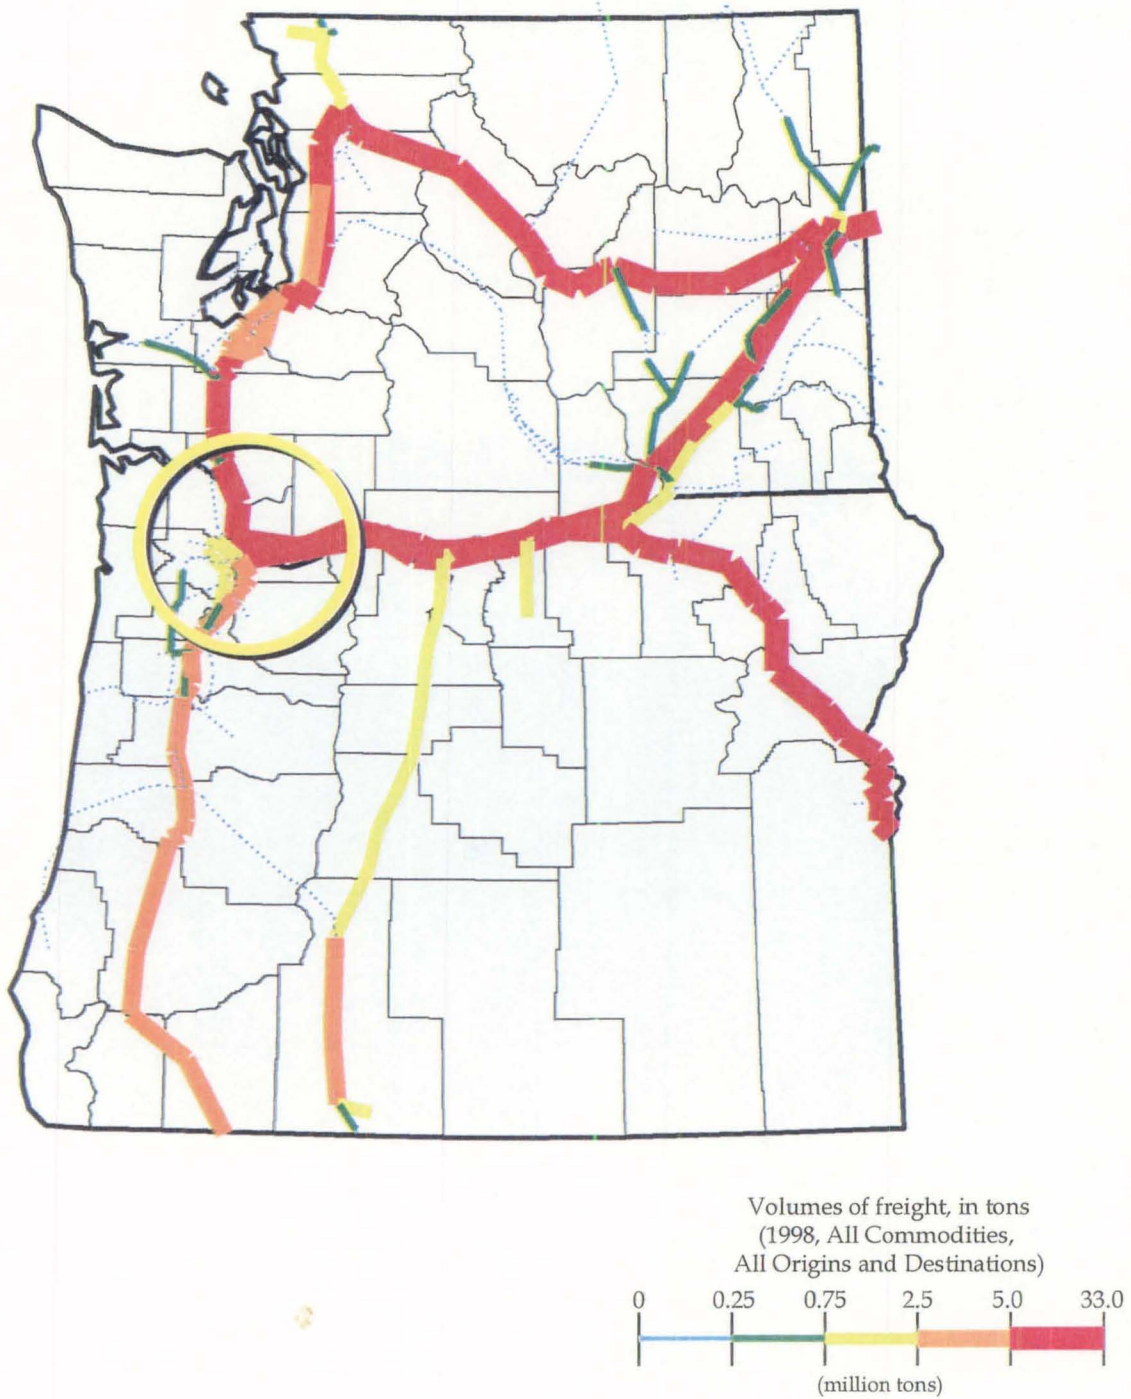 Volumes of freight, in tons
(1998, All Commodities,
All Origins and Destinations)
0 0.25 0.75 2.5 5.0 33.0
(million tons)